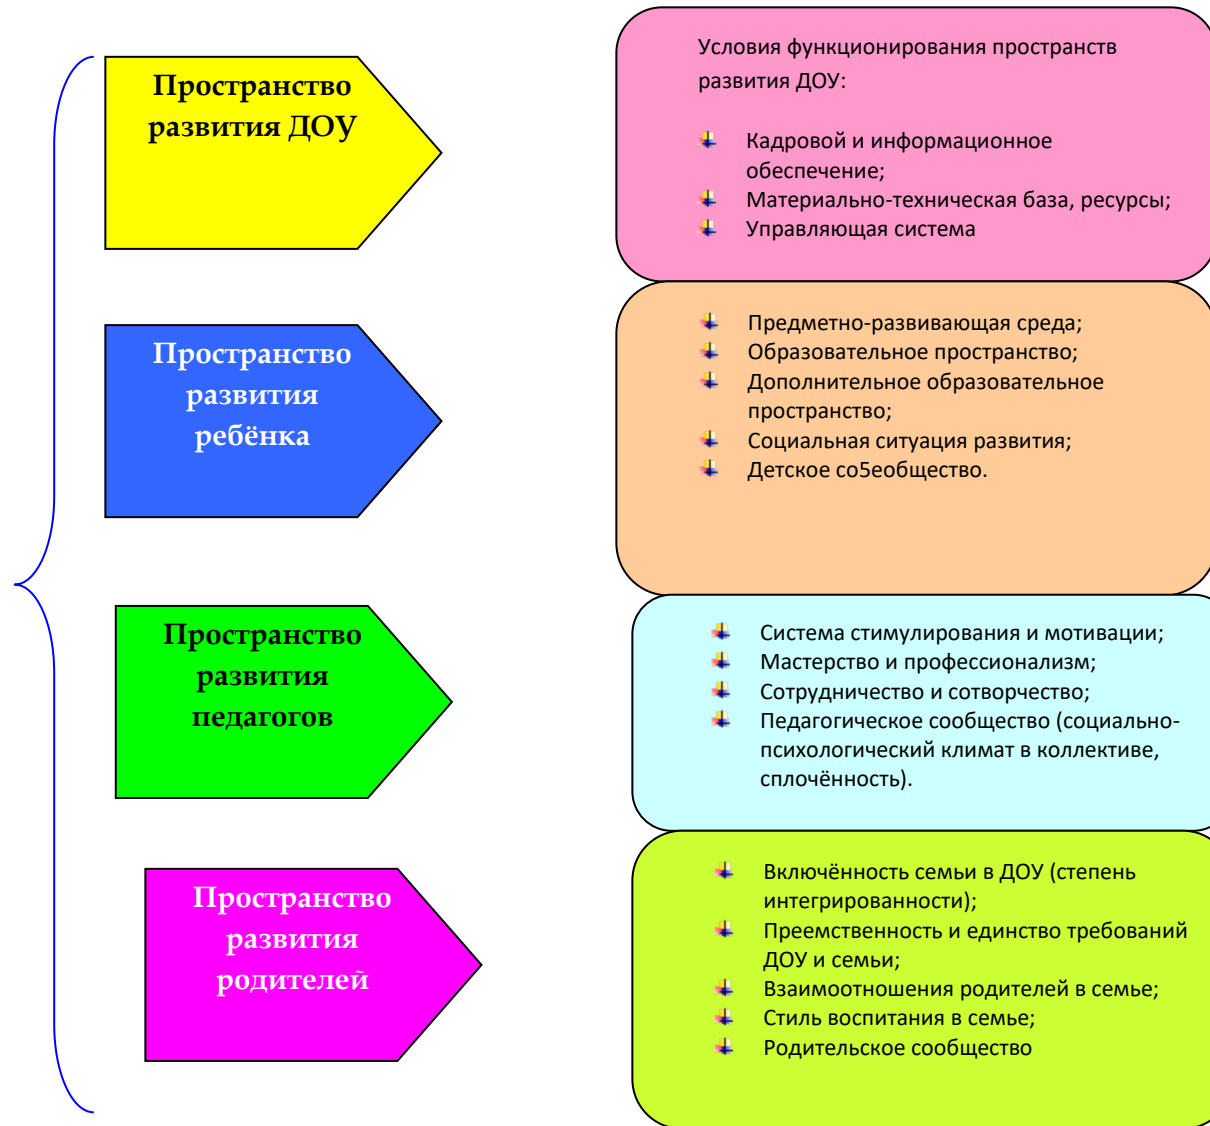 Пространство
развития ДОУ
Условия функционирования пространств
развития ДОУ:
Кадровой и информационное
обеспечение;
Материально-техническая база, ресурсы;
Управляющая система
Пространство
развития
ребёнка
Предметно-развивающая среда;
Образовательное пространство;
Дополнительное образовательное
пространство;
Социальная ситуация развития;
Детское со5еобщество.
Пространство
развития
педагогов
Система стимулирования и мотивации;
Мастерство и профессионализм;
Сотрудничество и сотворчество;
Педагогическое сообщество (социально-
психологический климат в коллективе,
сплочённость).
Пространство
развития
родителей
Включённость семьи в ДОУ (степень
интегрированности);
Преемственность и единство требований
ДОУ и семьи;
Взаимоотношения родителей в семье;
Стиль воспитания в семье;
Родительское сообщество